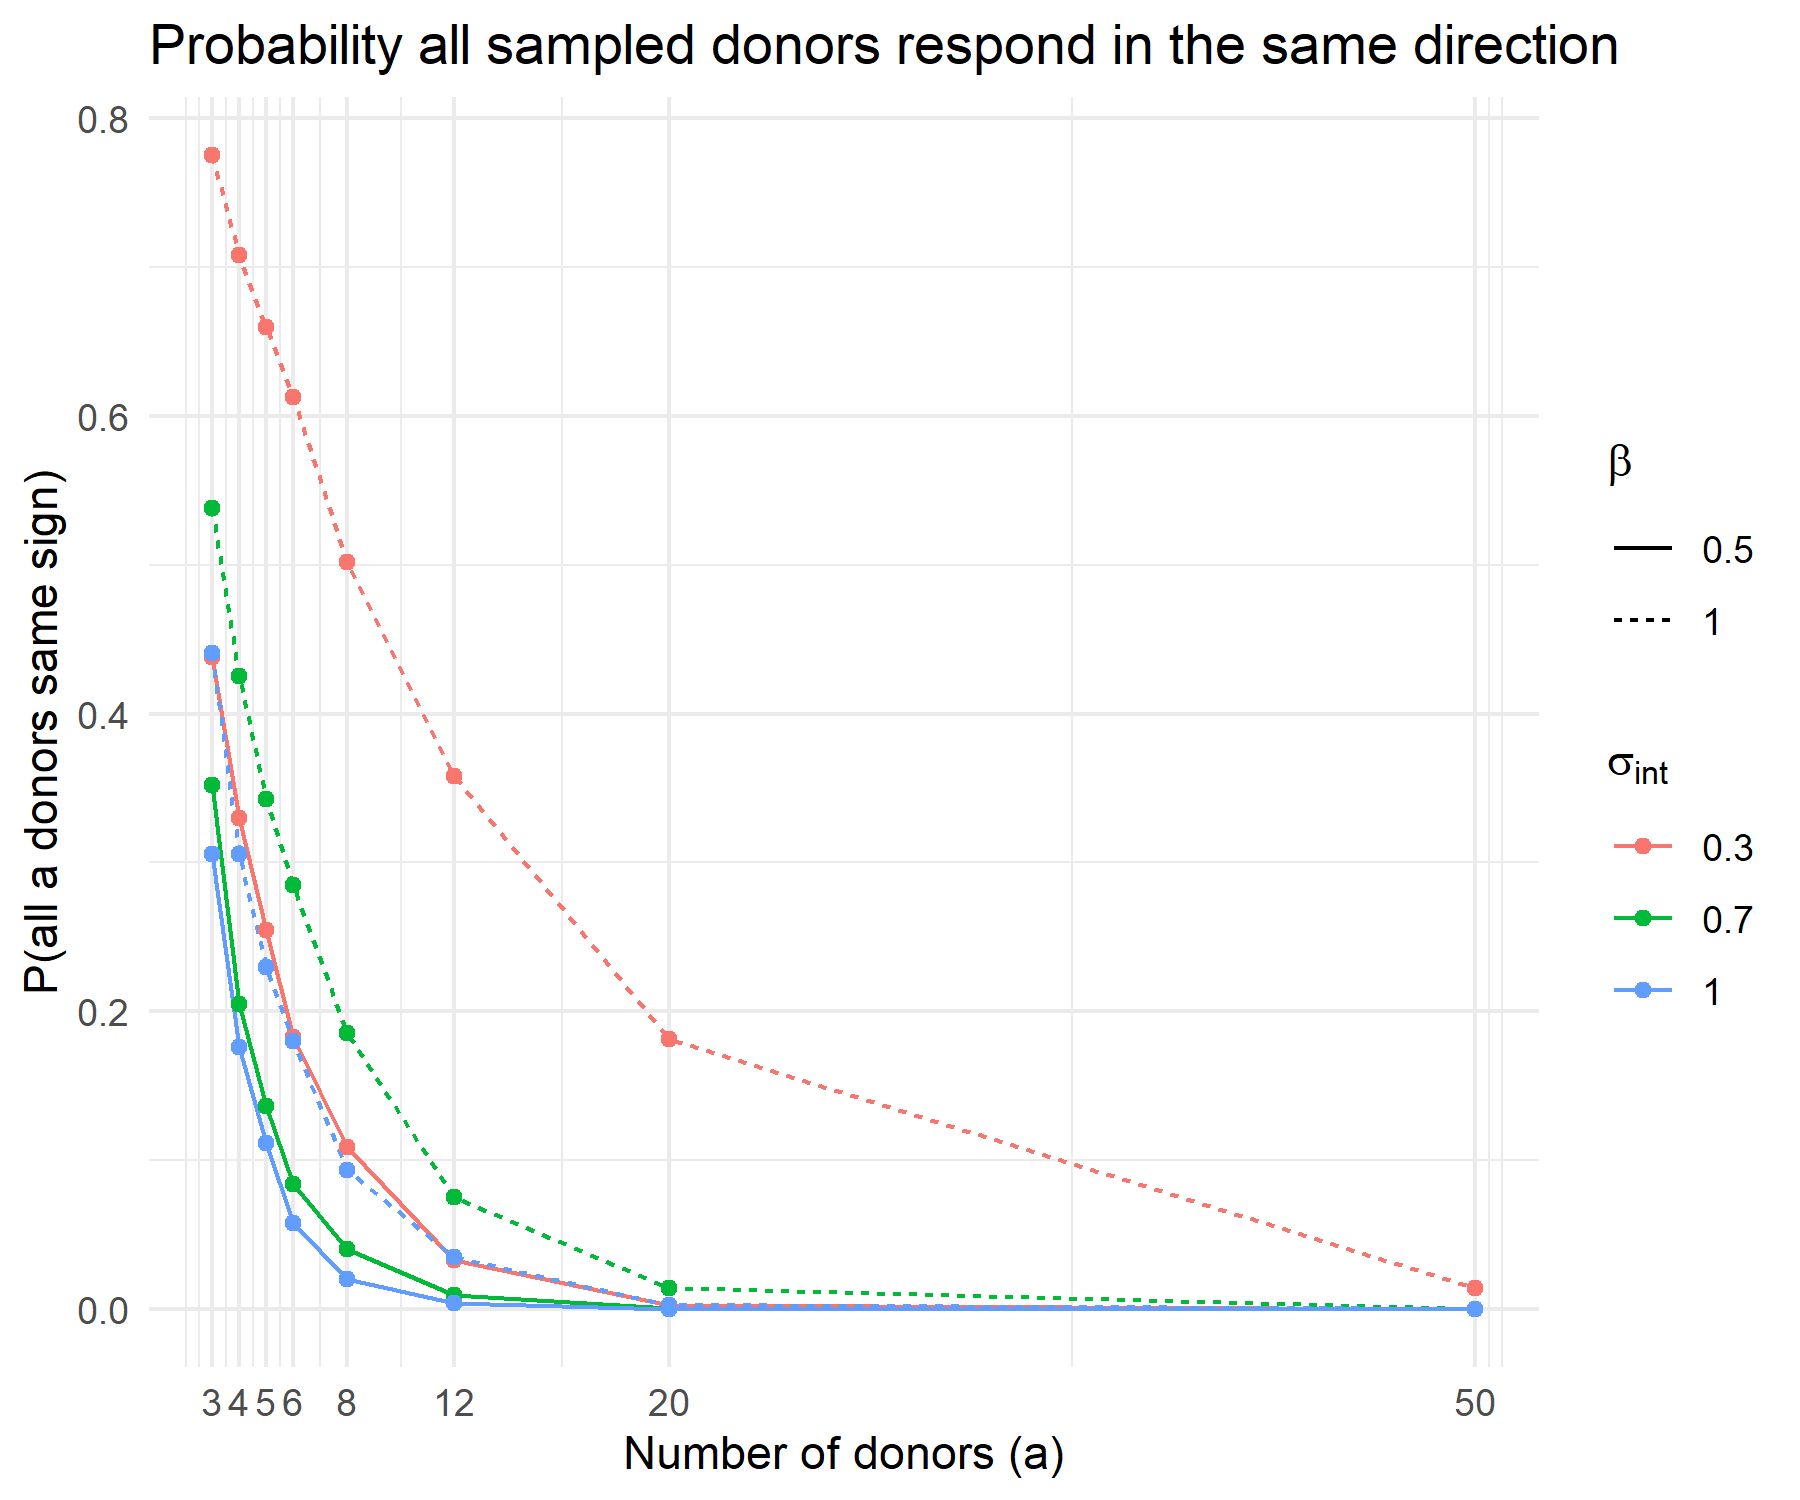 Probability all sampled donors respond in the same direction
P(all a donors same sign)
0.8
0.6
0.4
0.2
0.0
3 4 5 6 8 12 20 50
Number of donors (a)
β
0.5
1
σint
0.3
0.7
1